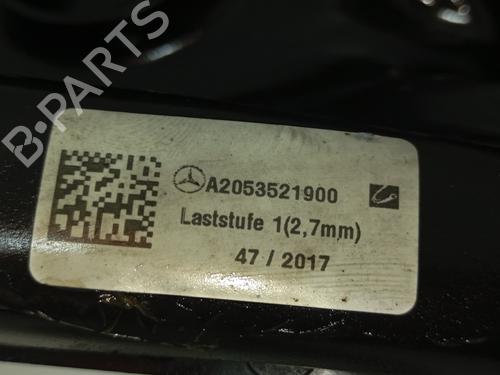 B-PARTS
A2053521900
Laststufe 1(2,7mm)
47 / 2017